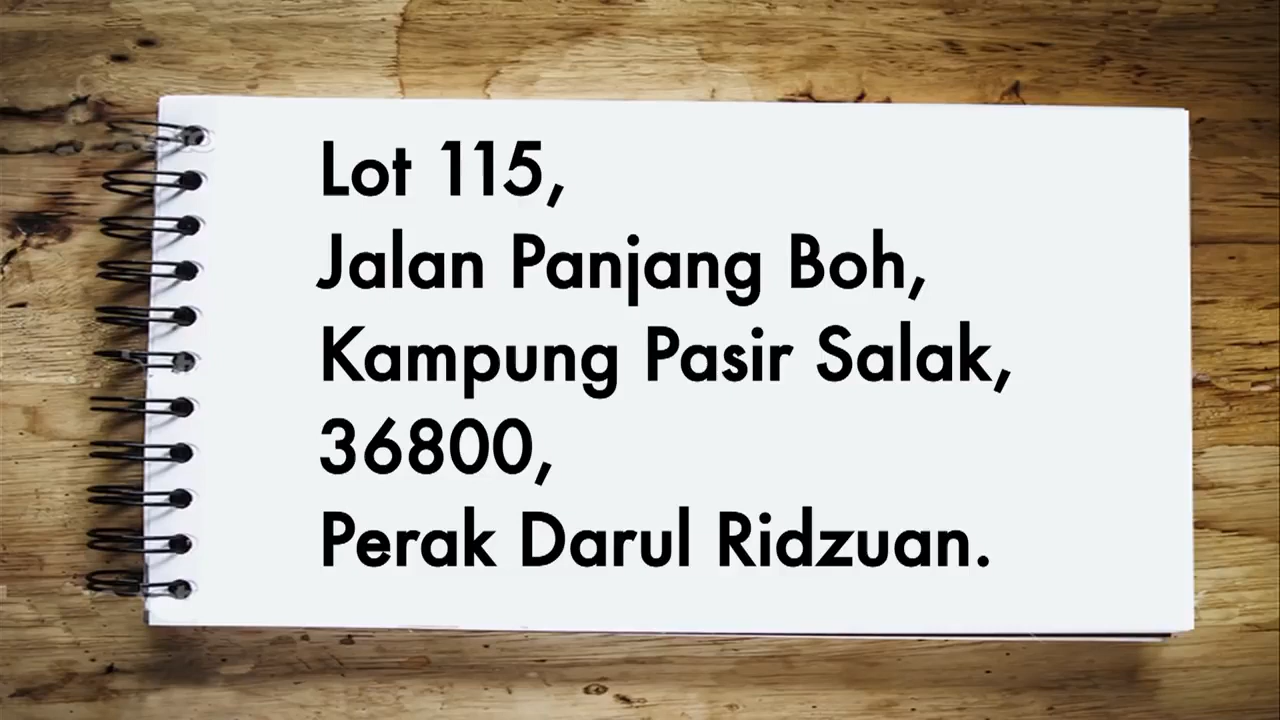 Lot 115,
Jalan Panjang Boh,
Kampung Pasir Salak,
36800,
Perak Darul Ridzuan.